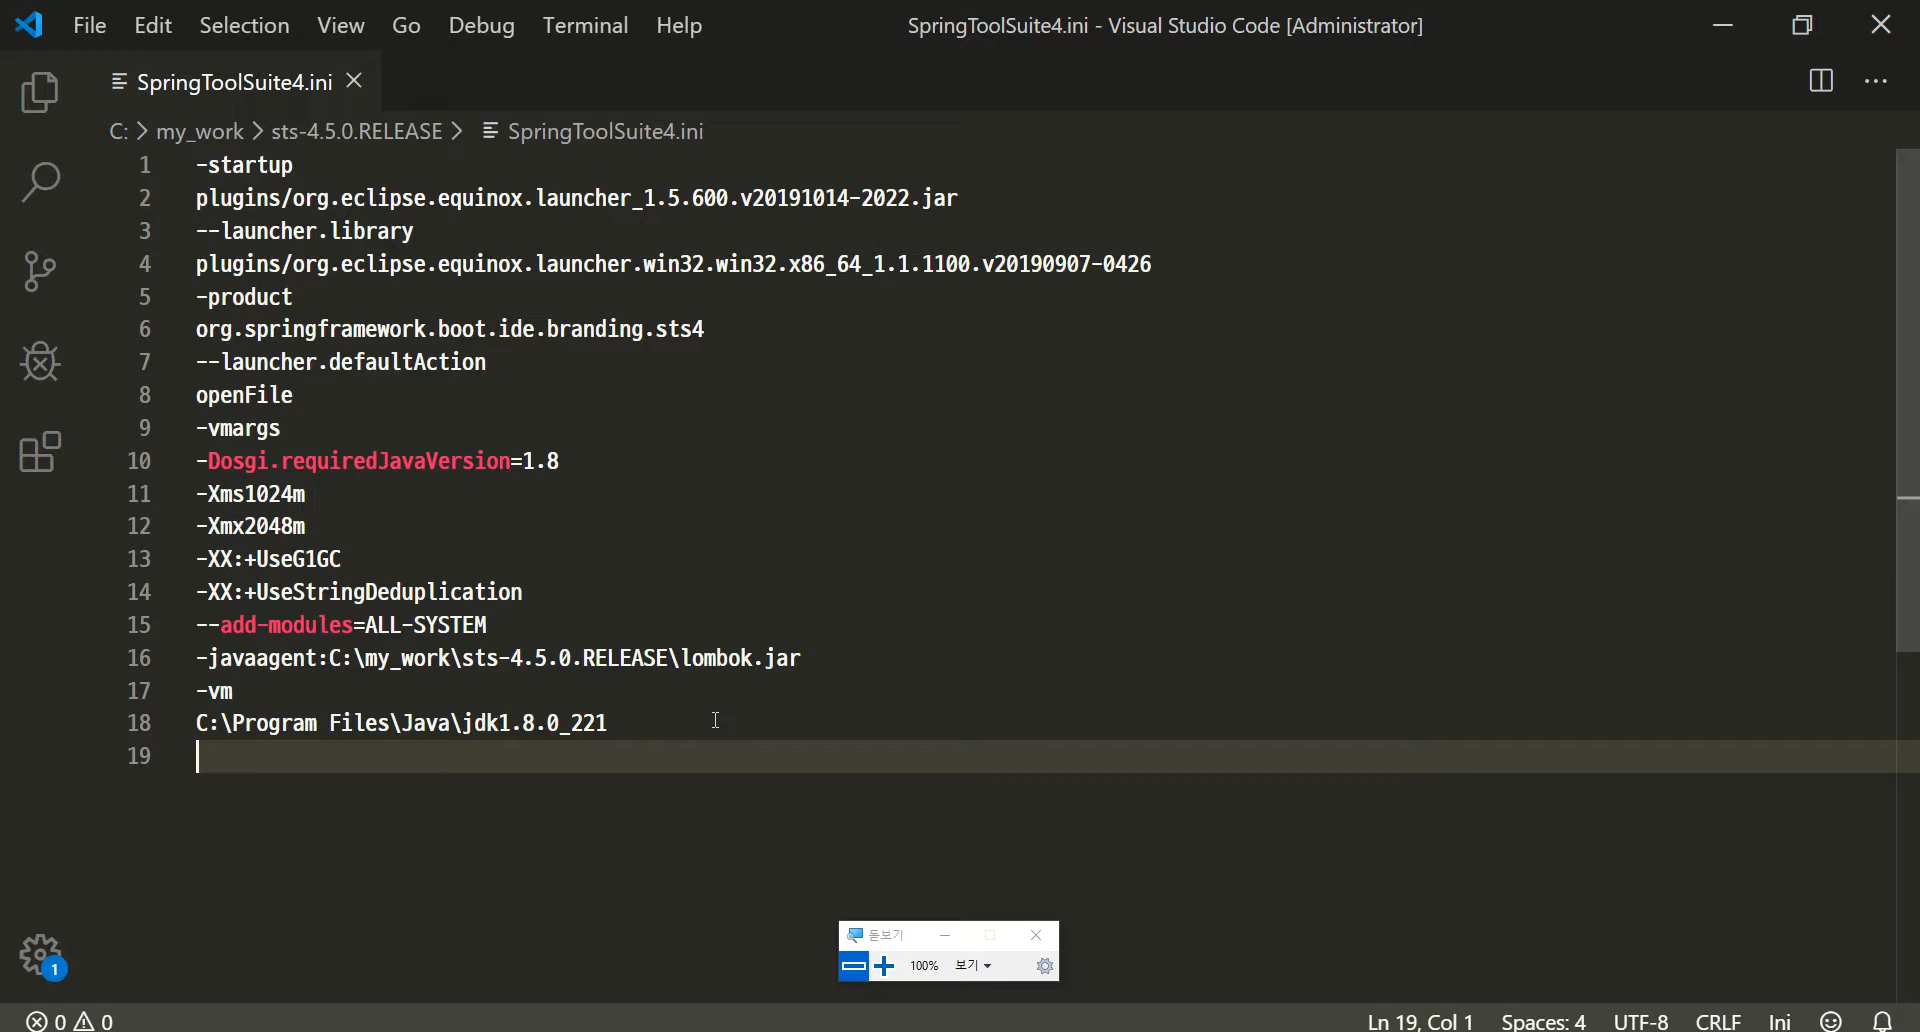 File Edit Selection View Go Debug Terminal Help SpringToolSuite4.ini - Visual Studio Code [Administrator]
SpringToolSuite4.ini
C: > my_work > sts-4.5.0.RELEASE > SpringToolSuite4.ini
1 -startup
2 plugins/org.eclipse.equinox.launcher_1.5.600.v20191014-2022.jar
3 --launcher.library
4 plugins/org.eclipse.equinox.launcher.win32.win32.x86_64_1.1.1100.v20190907-0426
5 -product
6 org.springframework.boot.ide.branding.sts4
7 --launcher.defaultAction
8 openFile
9 -vmargs
10 -Dosgi.requiredJavaVersion=1.8
11 -Xms1024m
12 -Xmx2048m
13 -XX:+UseG1GC
14 -XX:+UseStringDeduplication
15 --add-modules=ALL-SYSTEM
16 -javaagent:C:\my_work\sts-4.5.0.RELEASE\lombok.jar
17 -vm
18 C:\Program Files\Java\jdk1.8.0_221
19
돋보기
100% 보기
1
0 0 Ln 19, Col 1 Spaces: 4 UTF-8 CRLF Ini